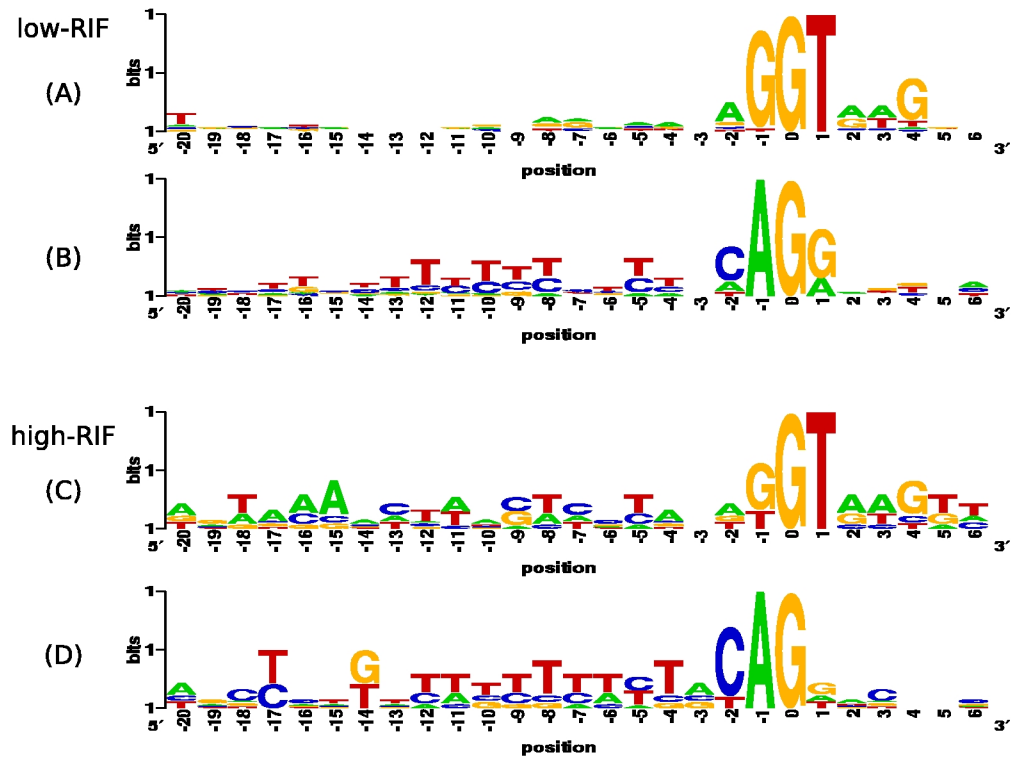 low-RIF
(A)
bits
1
1
1
A G G T A A G
5′ -20 -19 -18 -17 -16 -15 -14 -13 -12 -11 -10 -9 -8 -7 -6 -5 -4 -3 -2 -1 0 1 2 3 4 5 6 3′
position
(B)
bits
1
1
1
C A G G
5′ -20 -19 -18 -17 -16 -15 -14 -13 -12 -11 -10 -9 -8 -7 -6 -5 -4 -3 -2 -1 0 1 2 3 4 5 6 3′
position
high-RIF
(C)
bits
1
1
1
A G G T A A G T T
5′ -20 -19 -18 -17 -16 -15 -14 -13 -12 -11 -10 -9 -8 -7 -6 -5 -4 -3 -2 -1 0 1 2 3 4 5 6 3′
position
(D)
bits
1
1
1
C A G G
5′ -20 -19 -18 -17 -16 -15 -14 -13 -12 -11 -10 -9 -8 -7 -6 -5 -4 -3 -2 -1 0 1 2 3 4 5 6 3′
position